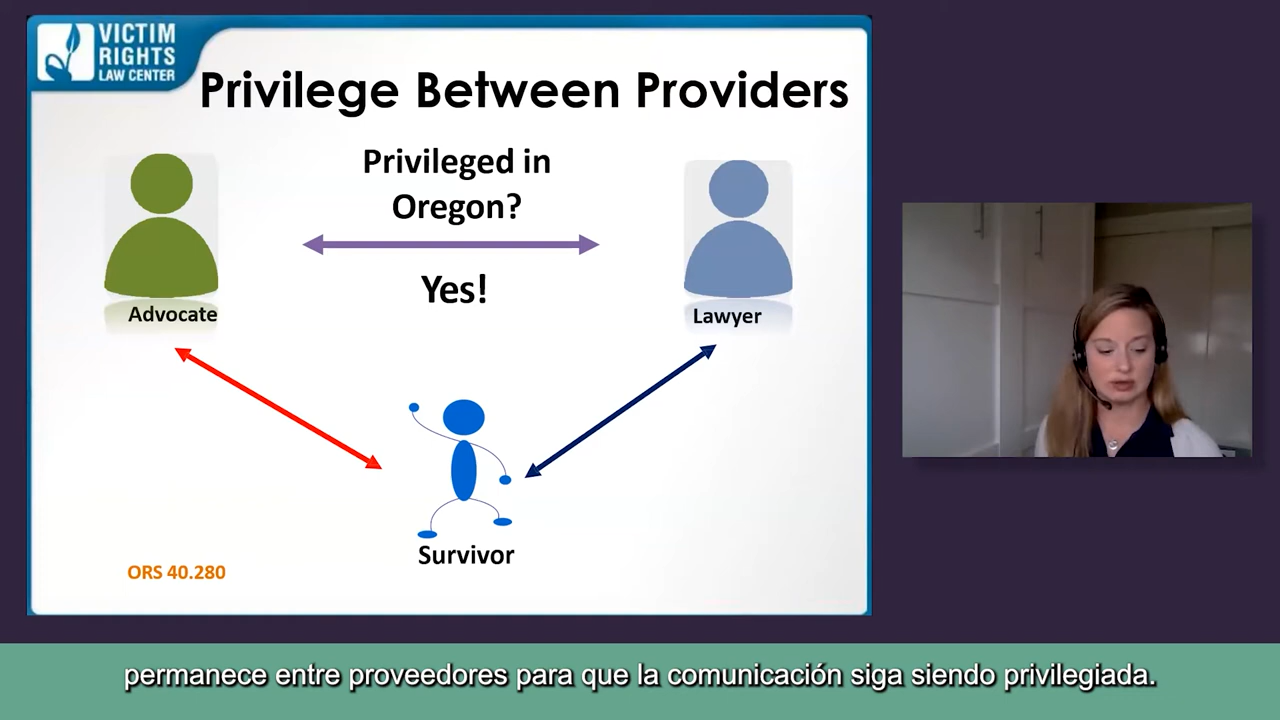 VICTIM
RIGHTS
LAW CENTER
Privilege Between Providers
Privileged in
Oregon?
Yes!
Advocate
Lawyer
Survivor
ORS 40.280
permanece entre proveedores para que la comunicación siga siendo privilegiada.